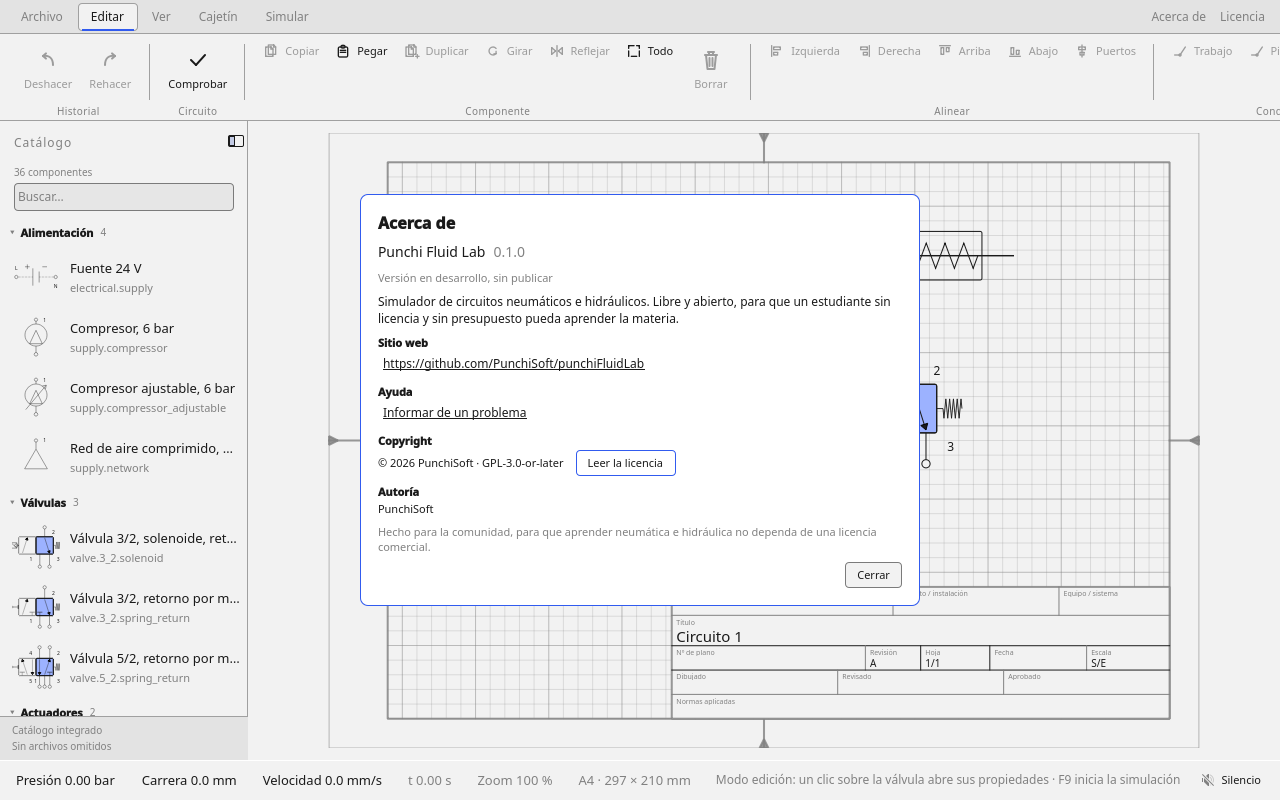 Archivo Editar Ver Cajetín Simular Acerca de Licencia
Deshacer Rehacer Comprobar Copiar Pegar Duplicar Girar Reflejar Todo Borrar Izquierda Derecha Arriba Abajo Puertos Trabajo
Historial Circuito Componente Alinear
Catálogo
36 componentes
Buscar...
Alimentación 4
Fuente 24 V
electrical.supply
Compresor, 6 bar
supply.compressor
Compresor ajustable, 6 bar
supply.compressor_adjustable
Red de aire comprimido, ...
supply.network
Válvulas 3
Válvula 3/2, solenoide, ret...
valve.3_2.solenoid
Válvula 3/2, retorno por m...
valve.3_2.spring_return
Válvula 5/2, retorno por m...
valve.5_2.spring_return
Actuadores 2
Catálogo integrado
Sin archivos omitidos
Acerca de
Punchi Fluid Lab 0.1.0
Versión en desarrollo, sin publicar
Simulador de circuitos neumáticos e hidráulicos. Libre y abierto, para que un estudiante sin
licencia y sin presupuesto pueda aprender la materia.
Sitio web
https://github.com/PunchiSoft/punchiFluidLab
Ayuda
Informar de un problema
Copyright
© 2026 PunchiSoft · GPL-3.0-or-later Leer la licencia
Autoría
PunchiSoft
Hecho para la comunidad, para que aprender neumática e hidráulica no dependa de una licencia
comercial.
Cerrar
2
3
/ instalación Equipo / sistema
Título
Circuito 1
Nº de plano Revisión Hoja Fecha Escala
A 1/1 S/E
Dibujado Revisado Aprobado
Normas aplicadas
Presión 0.00 bar Carrera 0.0 mm Velocidad 0.0 mm/s t 0.00 s Zoom 100 % A4 · 297 × 210 mm Modo edición: un clic sobre la válvula abre sus propiedades · F9 inicia la simulación Silencio